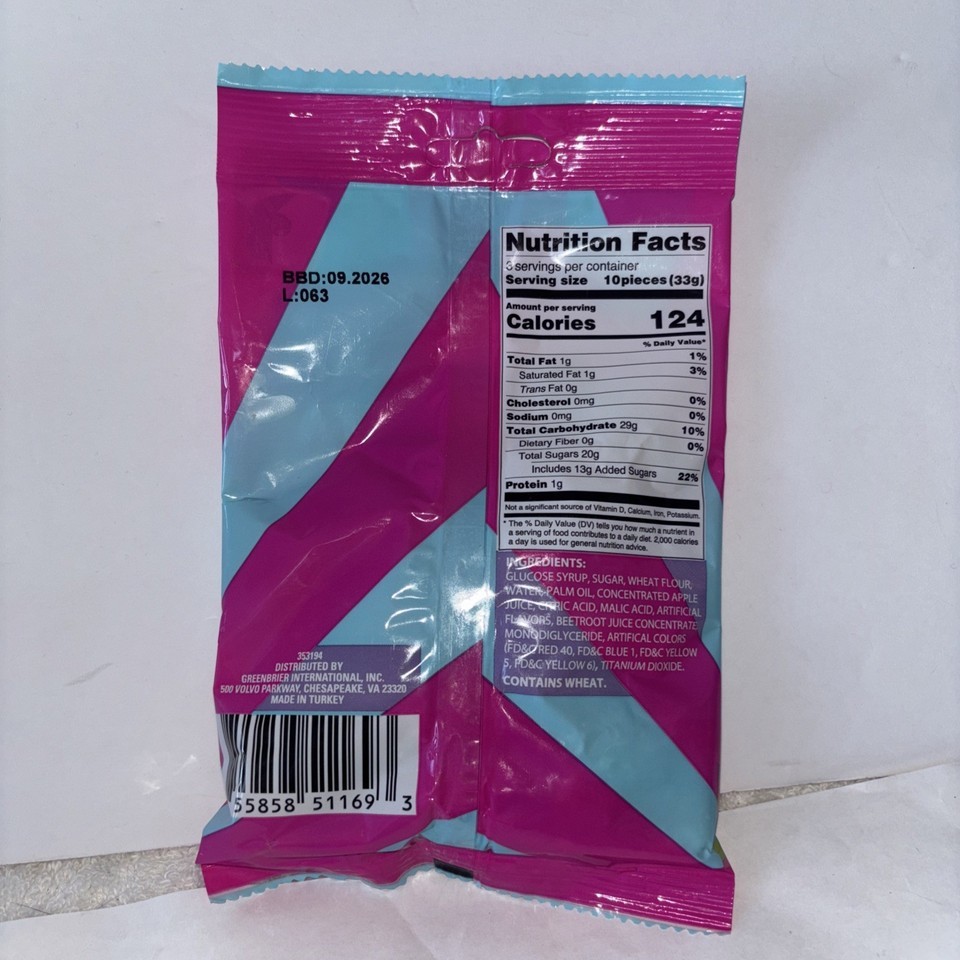 BBD:09.2026
L:063
Nutrition Facts
3 servings per container
Serving size 10pieces (33g)
Amount per serving
Calories 124
% Daily Value*
Total Fat 1g 1%
Saturated Fat 1g 3%
Trans Fat 0g
Cholesterol 0mg 0%
Sodium 0mg 0%
Total Carbohydrate 29g 10%
Dietary Fiber 0g 0%
Total Sugars 20g
Includes 13g Added Sugars 22%
Protein 1g
Not a significant source of Vitamin D, Calcium, Iron, Potassium.
* The % Daily Value (DV) tells you how much a nutrient in
a serving of food contributes to a daily diet. 2,000 calories
a day is used for general nutrition advice.
INGREDIENTS:
GLUCOSE SYRUP, SUGAR, WHEAT FLOUR,
WATER, PALM OIL, CONCENTRATED APPLE
JUICE, CITRIC ACID, MALIC ACID, ARTIFICIAL
FLAVORS, BEETROOT JUICE CONCENTRATE,
MONODIGLYCERIDE, ARTIFICAL COLORS
(FD&C RED 40, FD&C BLUE 1, FD&C YELLOW
5, FD&C YELLOW 6), TITANIUM DIOXIDE.
CONTAINS WHEAT.
353194
DISTRIBUTED BY
GREENBRIER INTERNATIONAL, INC.
500 VOLVO PARKWAY, CHESAPEAKE, VA 23320
MADE IN TURKEY
55858 51169 3